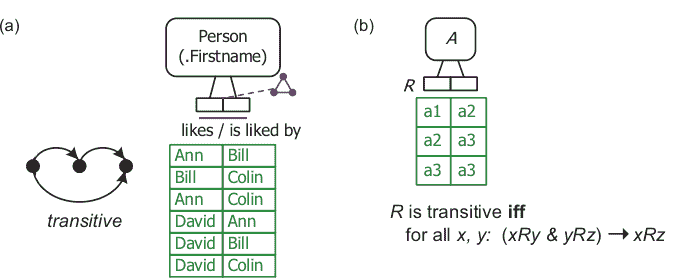 (a)
Person
(.Firstname)
likes / is liked by
Ann Bill
Bill Colin
Ann Colin
David Ann
David Bill
David Colin
transitive
(b)
A
R
a1 a2
a2 a3
a3 a3
R is transitive iff
for all x, y: (xRy & yRz) → xRz